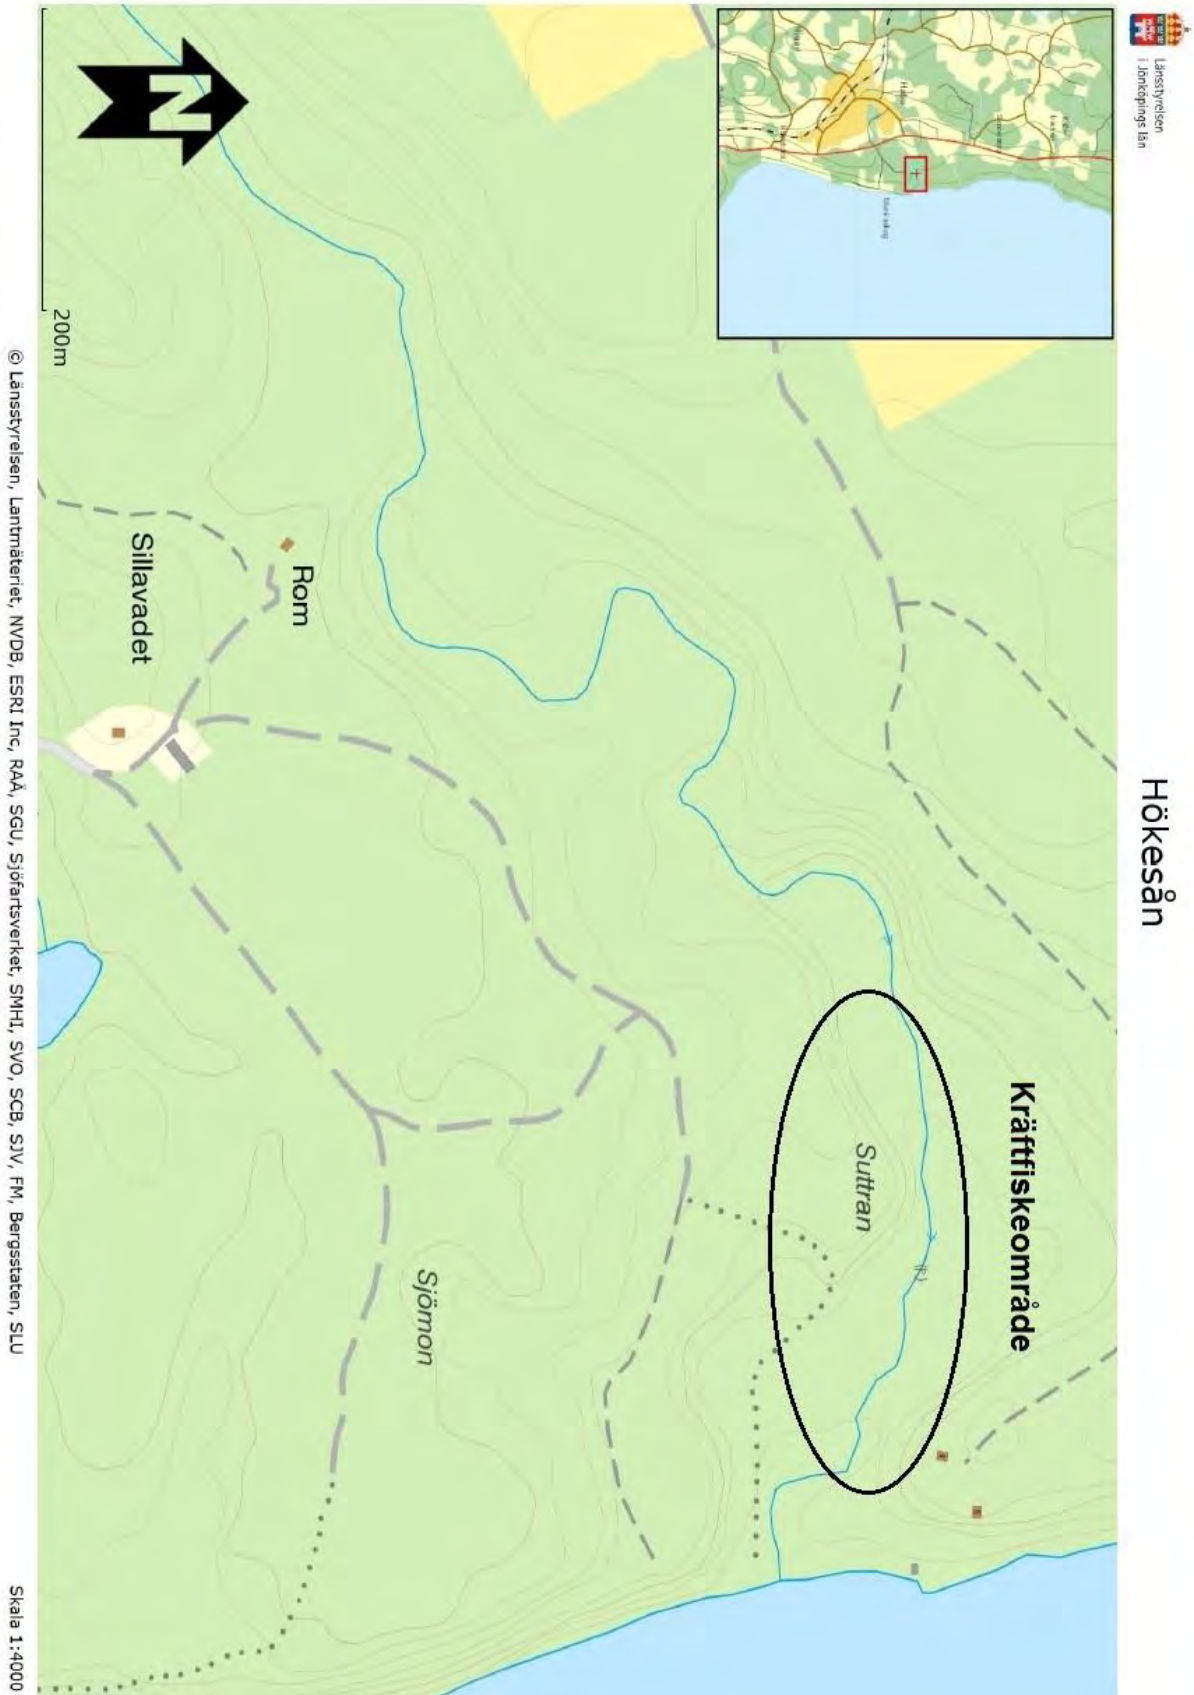 Länsstyrelsen
i Jönköpings län
Hökesån
Habo
Kräftfiskeområde
Suttran
(R)
Sjömon
Rom
Sillavadet
N
200m
© Länsstyrelsen, Lantmäteriet, NVDB, ESRI Inc, RAÄ, SGU, Sjöfartsverket, SMHI, SVO, SCB, SJV, FM, Bergsstaten, SLU
Skala 1:4000